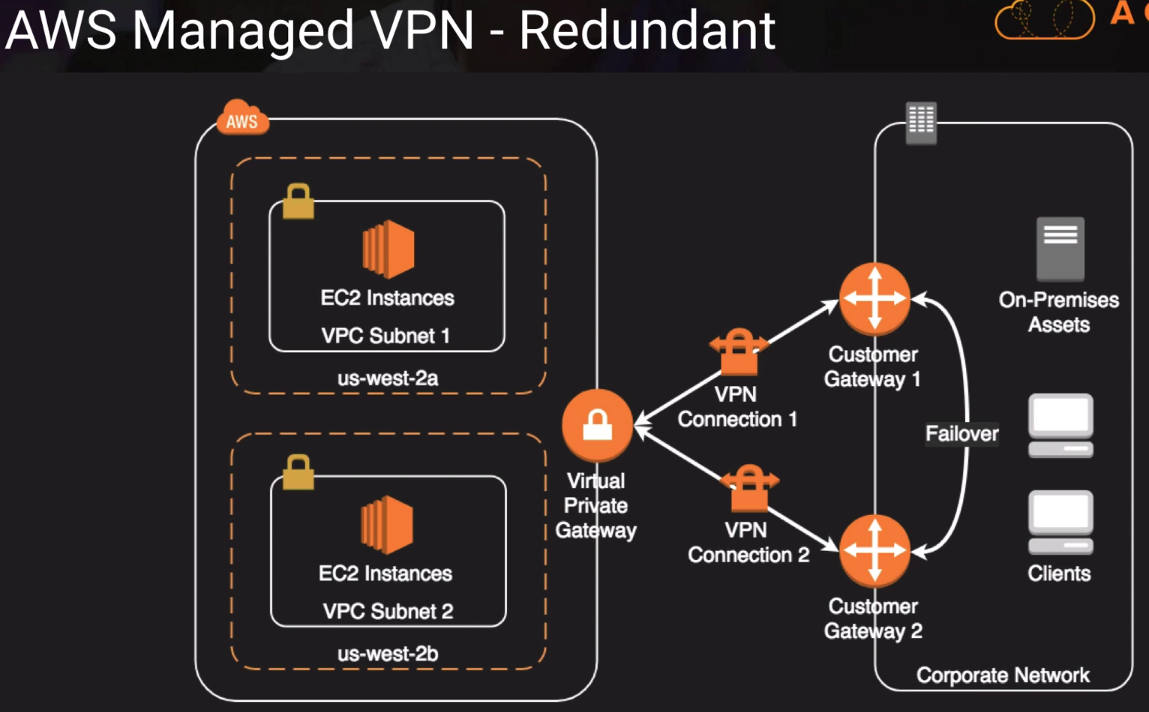 AWS Managed VPN - Redundant
A
AWS
EC2 Instances
VPC Subnet 1
us-west-2a
EC2 Instances
VPC Subnet 2
us-west-2b
Virtual
Private
Gateway
VPN
Connection 1
VPN
Connection 2
Customer
Gateway 1
Failover
Customer
Gateway 2
On-Premises
Assets
Clients
Corporate Network